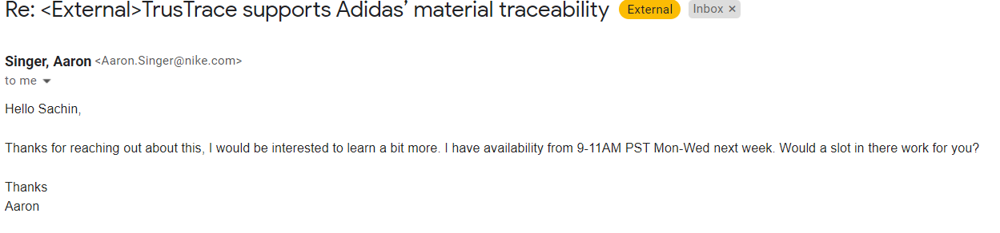 Re: <External>TrusTrace supports Adidas’ material traceability External Inbox ×
Singer, Aaron <Aaron.Singer@nike.com>
to me
Hello Sachin,
Thanks for reaching out about this, I would be interested to learn a bit more. I have availability from 9-11AM PST Mon-Wed next week. Would a slot in there work for you?
Thanks
Aaron